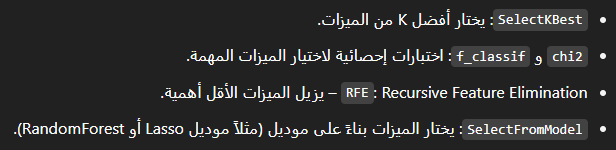 SelectKBest: يختار أفضل K من الميزات.
chi2 و f_classif: اختبارات إحصائية لاختيار الميزات المهمة.
RFE: Recursive Feature Elimination – يزيل الميزات الأقل أهمية.
SelectFromModel: يختار الميزات بناءً على موديل (مثلاً موديل Lasso أو RandomForest).